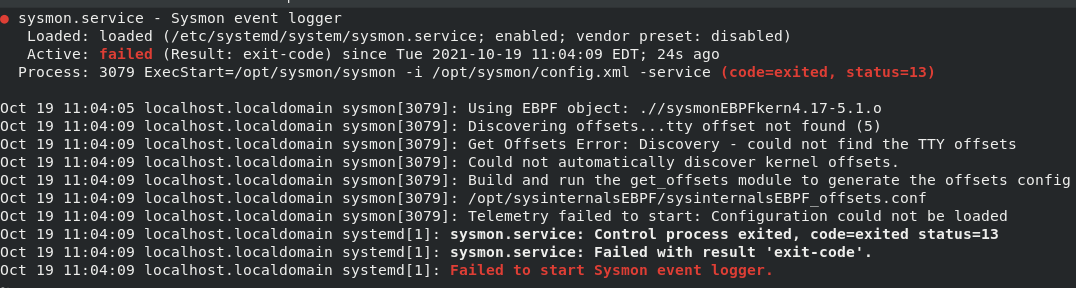 ● sysmon.service - Sysmon event logger
Loaded: loaded (/etc/systemd/system/sysmon.service; enabled; vendor preset: disabled)
Active: failed (Result: exit-code) since Tue 2021-10-19 11:04:09 EDT; 24s ago
Process: 3079 ExecStart=/opt/sysmon/sysmon -i /opt/sysmon/config.xml -service (code=exited, status=13)
Oct 19 11:04:05 localhost.localdomain sysmon[3079]: Using EBPF object: .//sysmonEBPFkern4.17-5.1.o
Oct 19 11:04:09 localhost.localdomain sysmon[3079]: Discovering offsets...tty offset not found (5)
Oct 19 11:04:09 localhost.localdomain sysmon[3079]: Get Offsets Error: Discovery - could not find the TTY offsets
Oct 19 11:04:09 localhost.localdomain sysmon[3079]: Could not automatically discover kernel offsets.
Oct 19 11:04:09 localhost.localdomain sysmon[3079]: Build and run the get_offsets module to generate the offsets config
Oct 19 11:04:09 localhost.localdomain sysmon[3079]: /opt/sysinternalsEBPF/sysinternalsEBPF_offsets.conf
Oct 19 11:04:09 localhost.localdomain sysmon[3079]: Telemetry failed to start: Configuration could not be loaded
Oct 19 11:04:09 localhost.localdomain systemd[1]: sysmon.service: Control process exited, code=exited status=13
Oct 19 11:04:09 localhost.localdomain systemd[1]: sysmon.service: Failed with result 'exit-code'.
Oct 19 11:04:09 localhost.localdomain systemd[1]: Failed to start Sysmon event logger.